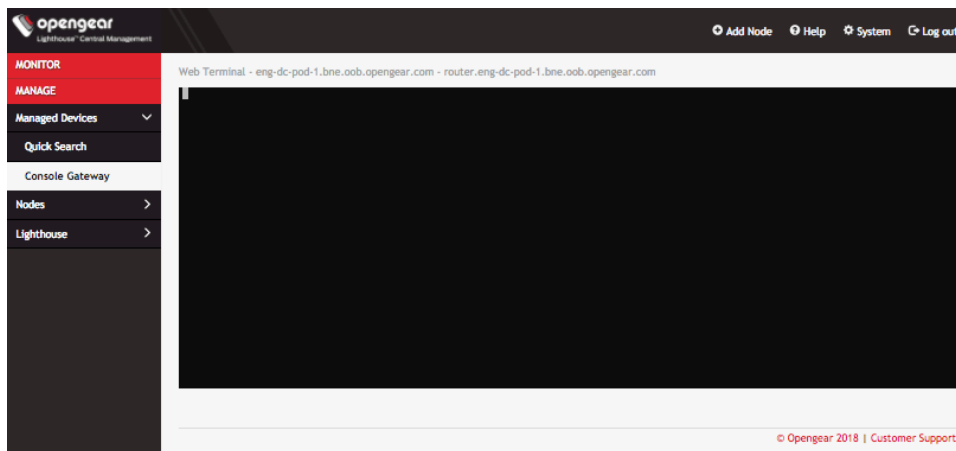 opengear
Lighthouse™ Central Management
Add Node Help System Log out
MONITOR
MANAGE
Managed Devices
Quick Search
Console Gateway
Nodes
Lighthouse
Web Terminal - eng-dc-pod-1.bne.oob.opengear.com - router.eng-dc-pod-1.bne.oob.opengear.com
© Opengear 2018 | Customer Support